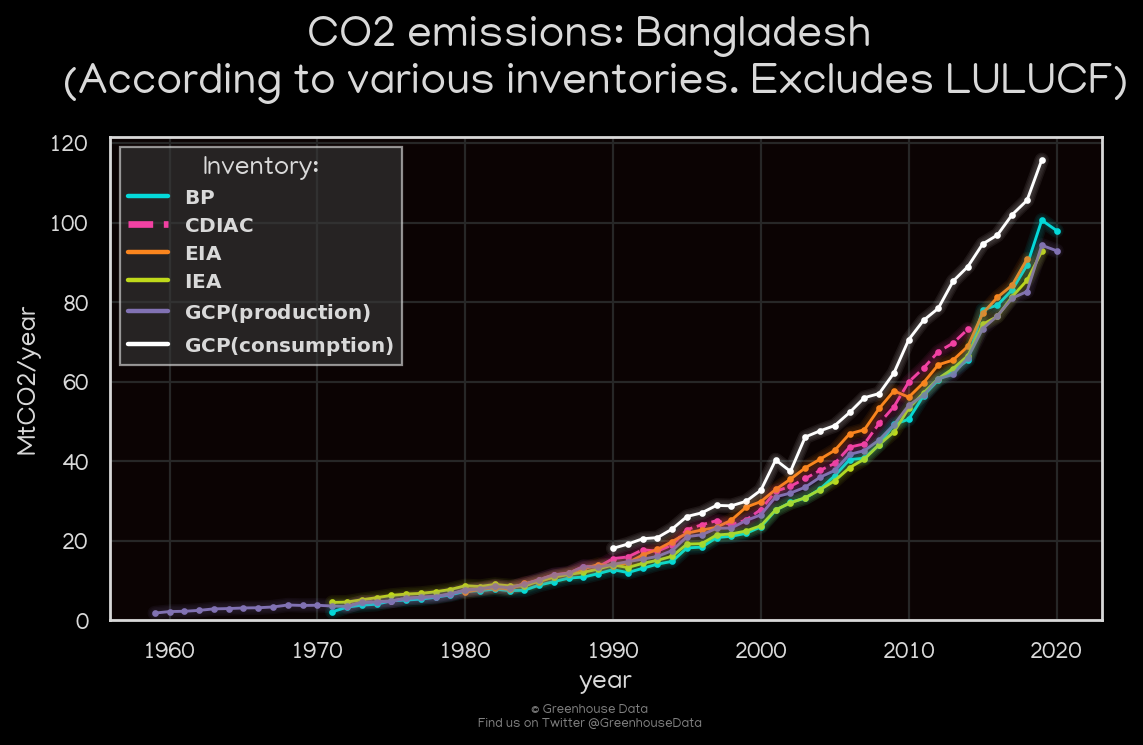 CO2 emissions: Bangladesh
(According to various inventories. Excludes LULUCF)
120
100
80
60
40
20
0
MtCO2/year
Inventory:
BP
CDIAC
EIA
IEA
GCP(production)
GCP(consumption)
1960 1970 1980 1990 2000 2010 2020
year
© Greenhouse Data
Find us on Twitter @GreenhouseData